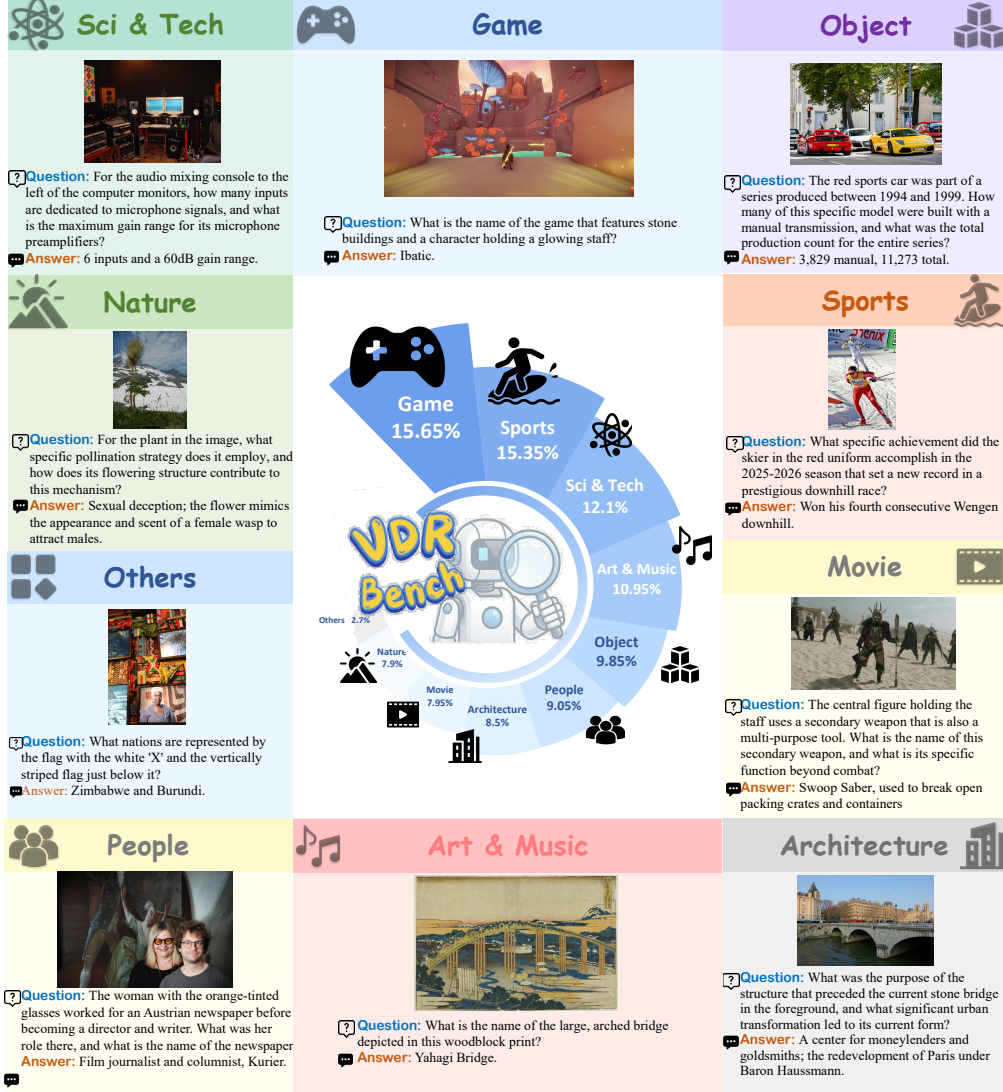 Sci & Tech
Question: For the audio mixing console to the
left of the computer monitors, how many inputs
are dedicated to microphone signals, and what
is the maximum gain range for its microphone
preamplifiers?
Answer: 6 inputs and a 60dB gain range.
Game
Question: What is the name of the game that features stone
buildings and a character holding a glowing staff?
Answer: Ibatic.
Object
Question: The red sports car was part of a
series produced between 1994 and 1999. How
many of this specific model were built with a
manual transmission, and what was the total
production count for the entire series?
Answer: 3,829 manual, 11,273 total.
Nature
Question: For the plant in the image, what
specific pollination strategy does it employ, and
how does its flowering structure contribute to
this mechanism?
Answer: Sexual deception; the flower mimics
the appearance and scent of a female wasp to
attract males.
Game
15.65%
Sports
15.35%
Sci & Tech
12.1%
Art & Music
10.95%
Object
9.85%
People
9.05%
Architecture
8.5%
Movie
7.95%
Nature
7.9%
Others 2.7%
VDR
Bench
Sports
Question: What specific achievement did the
skier in the red uniform accomplish in the
2025-2026 season that set a new record in a
prestigious downhill race?
Answer: Won his fourth consecutive Wengen
downhill.
Others
Question: What nations are represented by
the flag with the white 'X' and the vertically
striped flag just below it?
Answer: Zimbabwe and Burundi.
Movie
Question: The central figure holding the
staff uses a secondary weapon that is also a
multi-purpose tool. What is the name of this
secondary weapon, and what is its specific
function beyond combat?
Answer: Swoop Saber, used to break open
packing crates and containers
People
Question: The woman with the orange-tinted
glasses worked for an Austrian newspaper before
becoming a director and writer. What was her
role there, and what is the name of the newspaper
Answer: Film journalist and columnist, Kurier.
Art & Music
Question: What is the name of the large, arched bridge
depicted in this woodblock print?
Answer: Yahagi Bridge.
Architecture
Question: What was the purpose of the
structure that preceded the current stone bridge
in the foreground, and what significant urban
transformation led to its current form?
Answer: A center for moneylenders and
goldsmiths; the redevelopment of Paris under
Baron Haussmann.